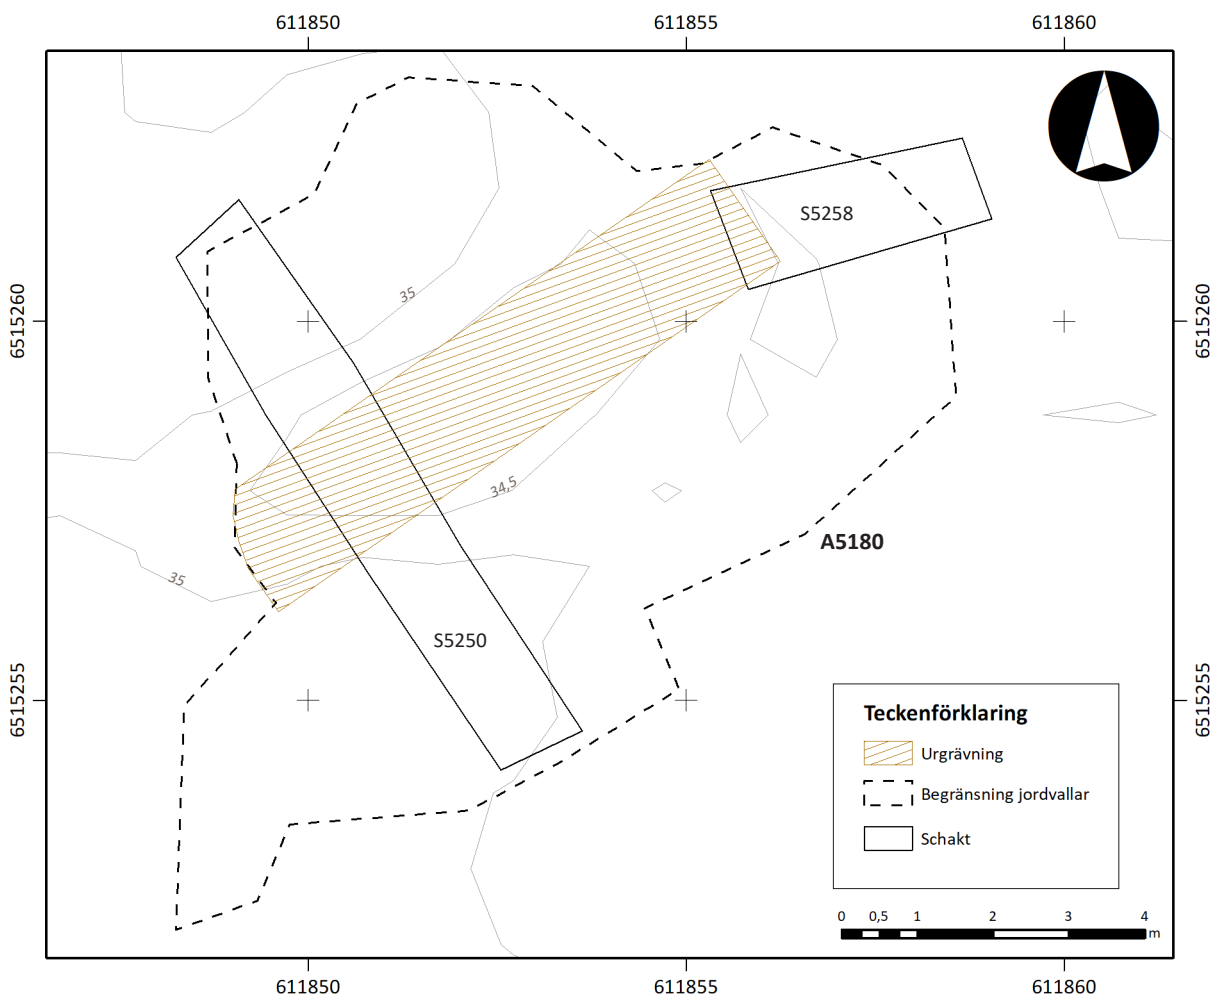 611850
611855
611860
S5258
35
6515260
6515260
34,5
A5180
35
S5250
6515255
6515255
Teckenförklaring
Urgrävning
Begränsning jordvallar
Schakt
0 0,5 1 2 3 4
m
611850
611855
611860